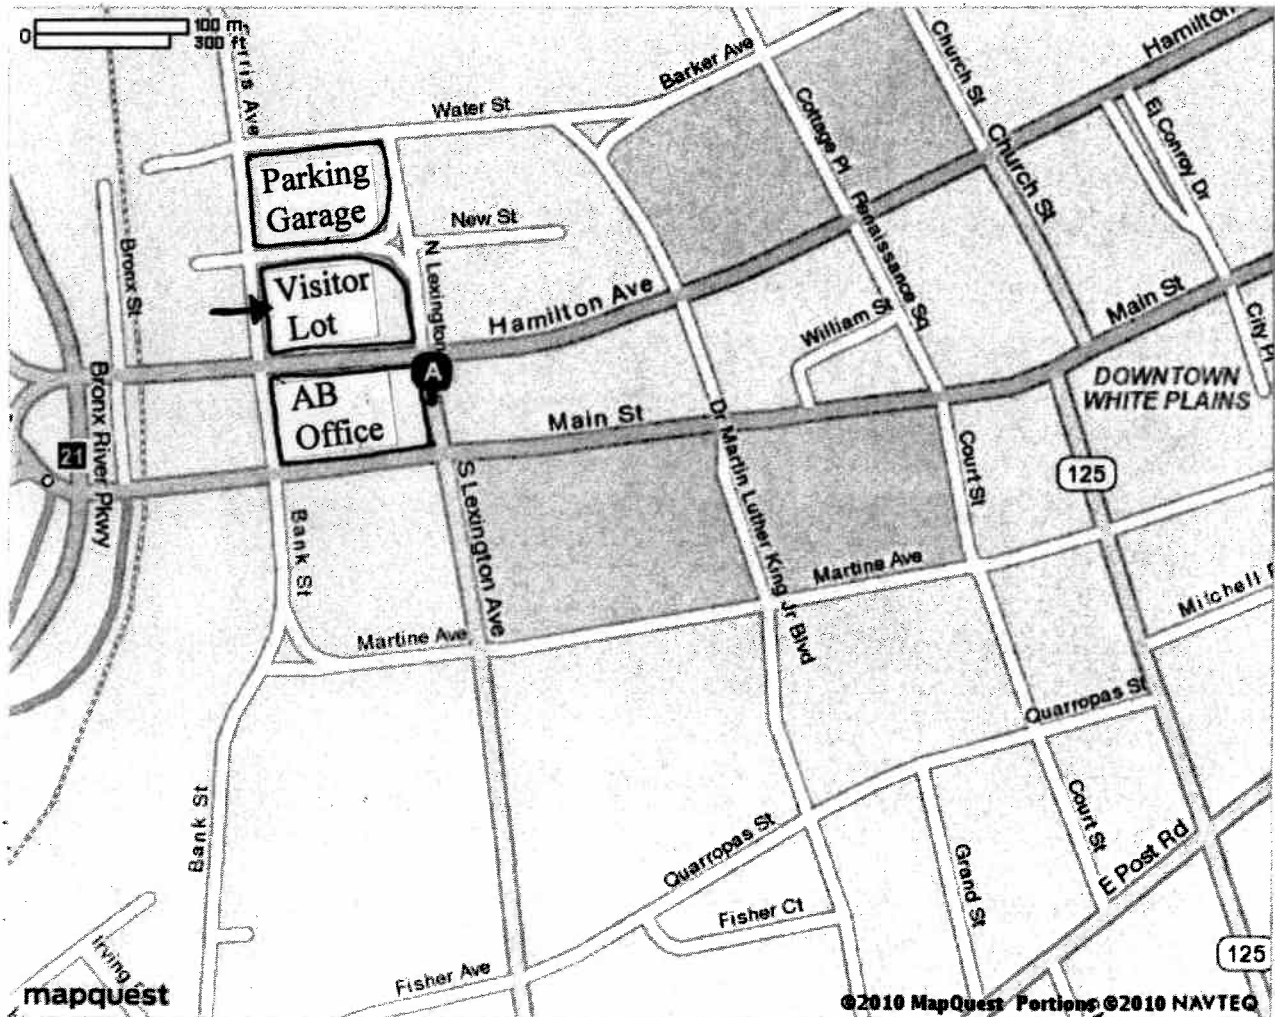 0
100 m
300 ft
rris Ave
Water St
Barker Ave
Church St
Hamilton
Cottage Pl
Church St
El Conroy Dr
Parking
Garage
New St
Bronx St
N Lexington
Renaissance Sq
Visitor
Lot
Hamilton Ave
William St
Main St
City Pl
A
AB
Office
Main St
DOWNTOWN
WHITE PLAINS
21
Bronx River Pkwy
Dr Martin Luther King Jr Blvd
Court St
125
S Lexington Ave
Bank St
Martine Ave
Martine Ave
Mitchell
Quarropas St
Bank St
Court St
Quarropas St
E Post Rd
Grand St
Fisher Ct
Irving
Fisher Ave
125
mapquest
©2010 MapQuest Portions ©2010 NAVTEQ